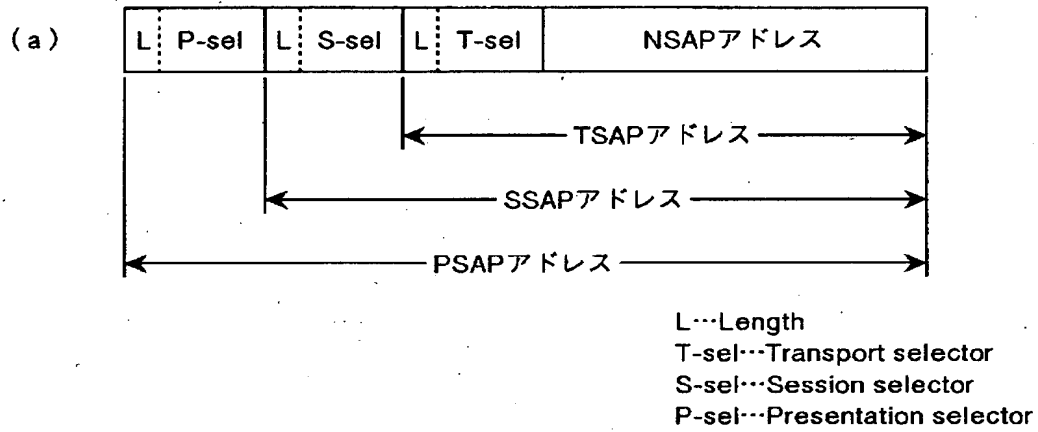 (a) L P-sel L S-sel L T-sel NSAPアドレス
TSAPアドレス
SSAPアドレス
PSAPアドレス
L…Length
T-sel…Transport selector
S-sel…Session selector
P-sel…Presentation selector